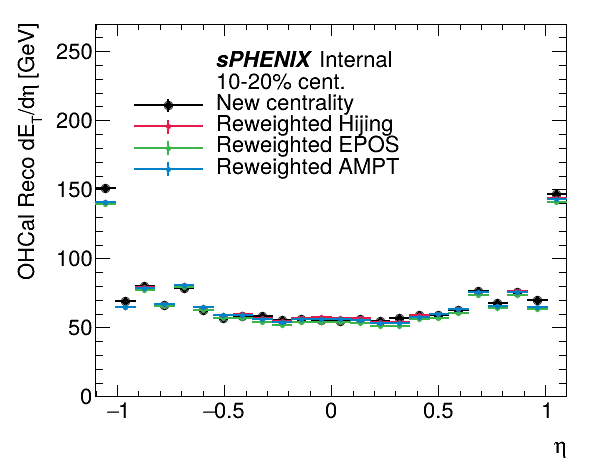 OHCal Reco dE_T/dη [GeV]
250
200
150
100
50
0
sPHENIX Internal
10-20% cent.
New centrality
Reweighted Hijing
Reweighted EPOS
Reweighted AMPT
−1 −0.5 0 0.5 1
η